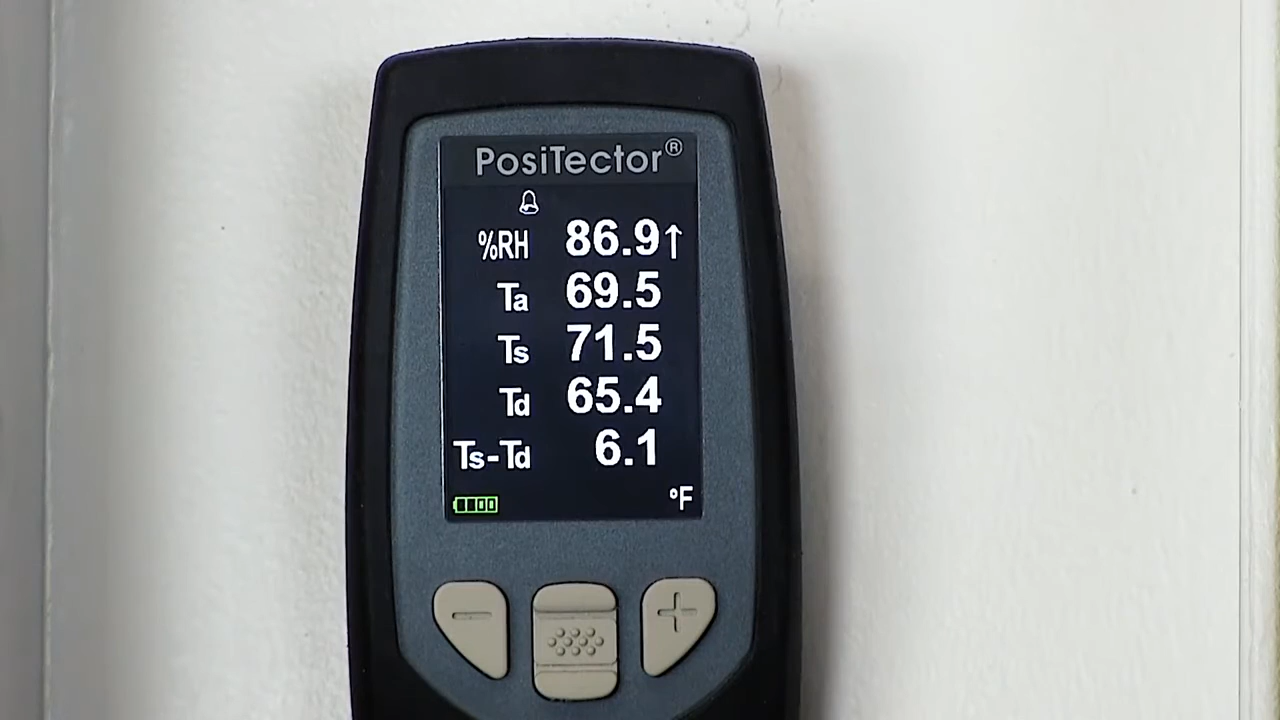 PosiTector®
%RH 86.9↑
Ta 69.5
Ts 71.5
Td 65.4
Ts-Td 6.1
°F